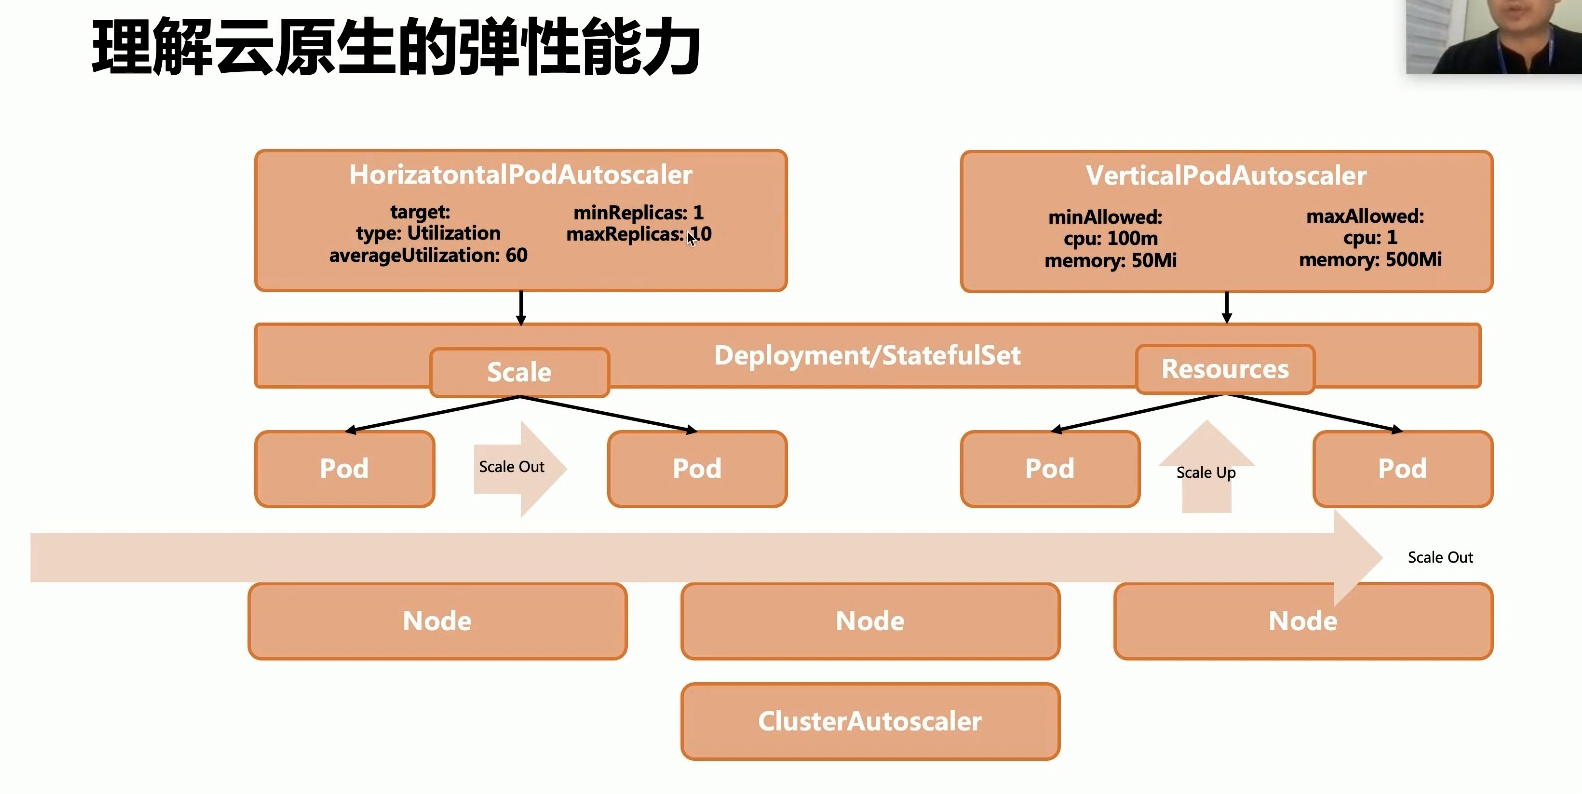 理解云原生的弹性能力
HorizatontalPodAutoscaler
target:
type: Utilization
averageUtilization: 60
minReplicas: 1
maxReplicas: 10
VerticalPodAutoscaler
minAllowed:
cpu: 100m
memory: 50Mi
maxAllowed:
cpu: 1
memory: 500Mi
Deployment/StatefulSet
Scale
Resources
Pod
Scale Out
Pod
Pod
Scale Up
Pod
Scale Out
Node
Node
Node
ClusterAutoscaler